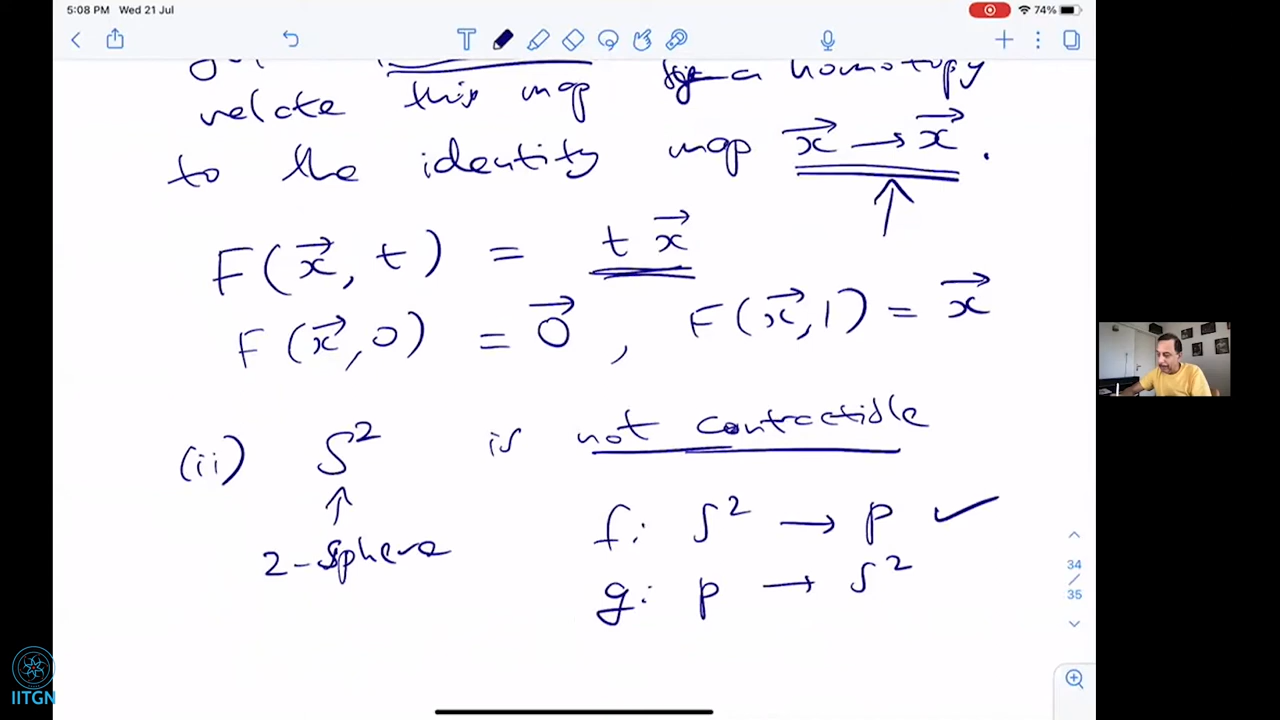 5:08 PM Wed 21 Jul
74%
relate this map to a homotopy
to the identity map x⃗ → x⃗ .
F(x⃗, t) = t x⃗
F(x⃗, 0) = 0⃗ , F(x⃗, 1) = x⃗
(ii) S² is not contractible
↑
2-sphere
f: S² → p ✓
g: p → S²
34
/
35
IITGN